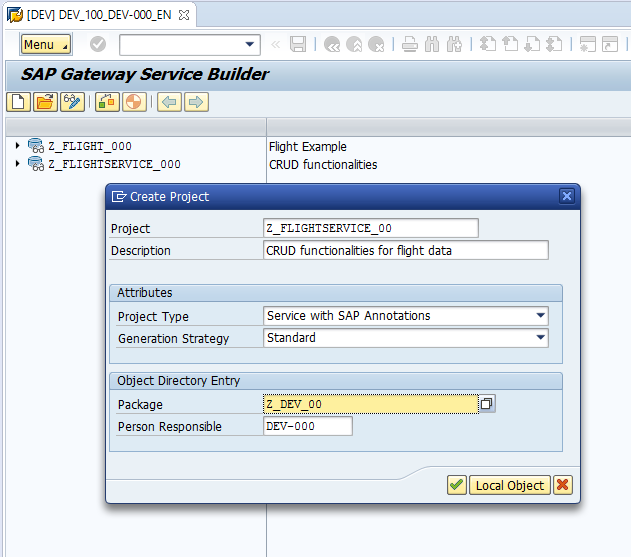 [DEV] DEV_100_DEV-000_EN
Menu
SAP Gateway Service Builder
Z_FLIGHT_000 Flight Example
Z_FLIGHTSERVICE_000 CRUD functionalities
Create Project
Project Z_FLIGHTSERVICE_00
Description CRUD functionalities for flight data
Attributes
Project Type Service with SAP Annotations
Generation Strategy Standard
Object Directory Entry
Package Z_DEV_00
Person Responsible DEV-000
Local Object